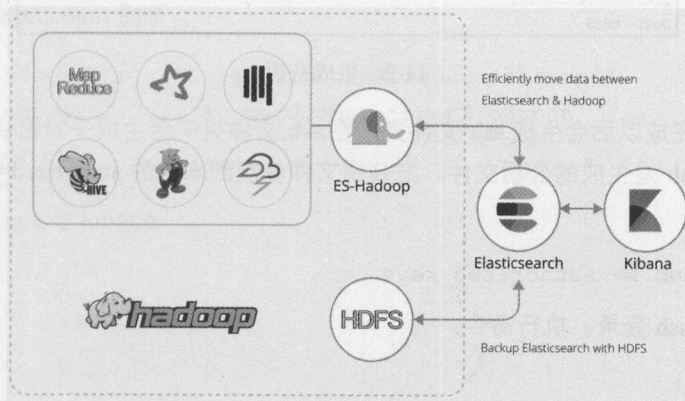 Map
Reduce
HIVE
ES-Hadoop
Efficiently move data between
Elasticsearch & Hadoop
Elasticsearch
Kibana
hadoop
HDFS
Backup Elasticsearch with HDFS